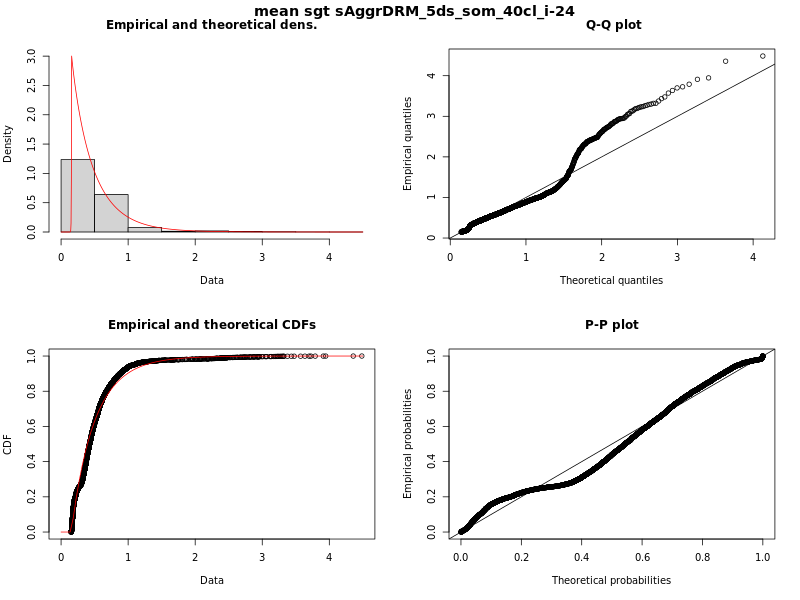 mean sgt sAggrDRM_5ds_som_40cl_i-24
Empirical and theoretical dens.
Density
0.0 0.5 1.0 1.5 2.0 2.5 3.0
0 1 2 3 4
Data
Q-Q plot
Empirical quantiles
0 1 2 3 4
0 1 2 3 4
Theoretical quantiles
Empirical and theoretical CDFs
CDF
0.0 0.2 0.4 0.6 0.8 1.0
0 1 2 3 4
Data
P-P plot
Empirical probabilities
0.0 0.2 0.4 0.6 0.8 1.0
0.0 0.2 0.4 0.6 0.8 1.0
Theoretical probabilities